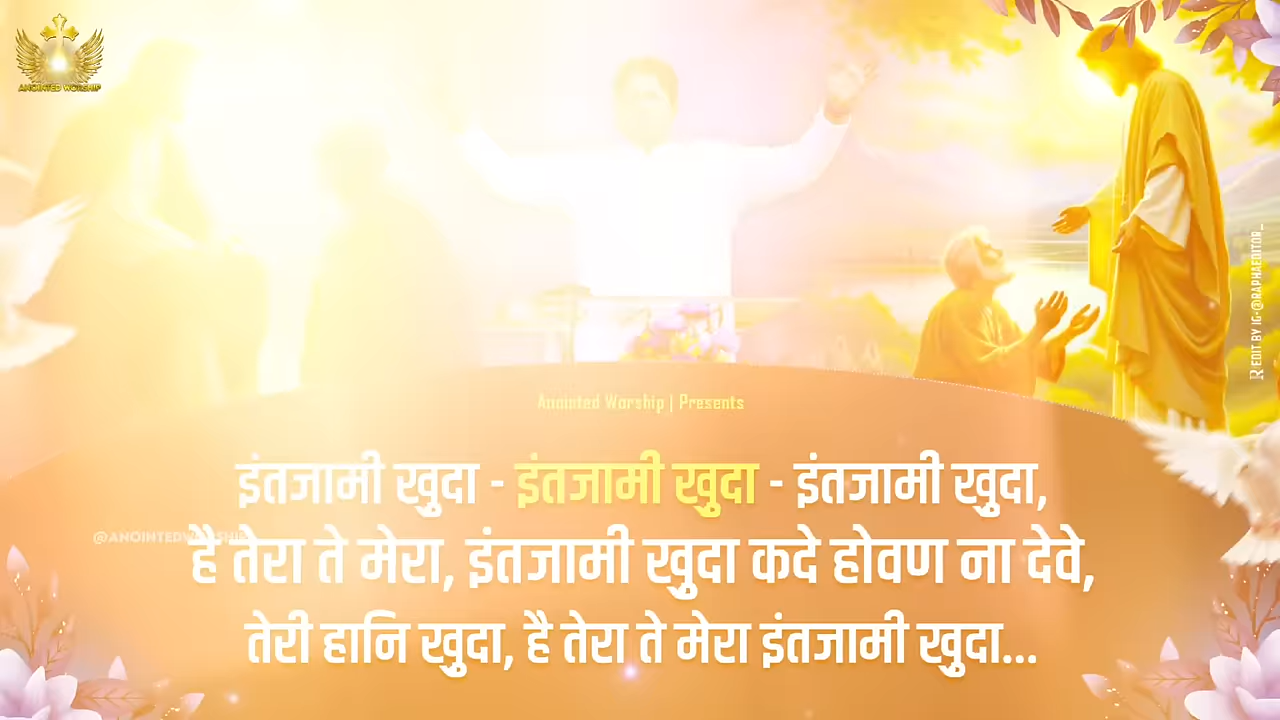 ANOINTED WORSHIP
EDIT BY IG-@RAPHAEDITOR_
Anointed Worship | Presents
इंतजामी खुदा - इंतजामी खुदा - इंतजामी खुदा,
@ANOINTEDWORSHIP
है तेरा ते मेरा, इंतजामी खुदा कदे होवण ना देवे,
तेरी हानि खुदा, है तेरा ते मेरा इंतजामी खुदा...